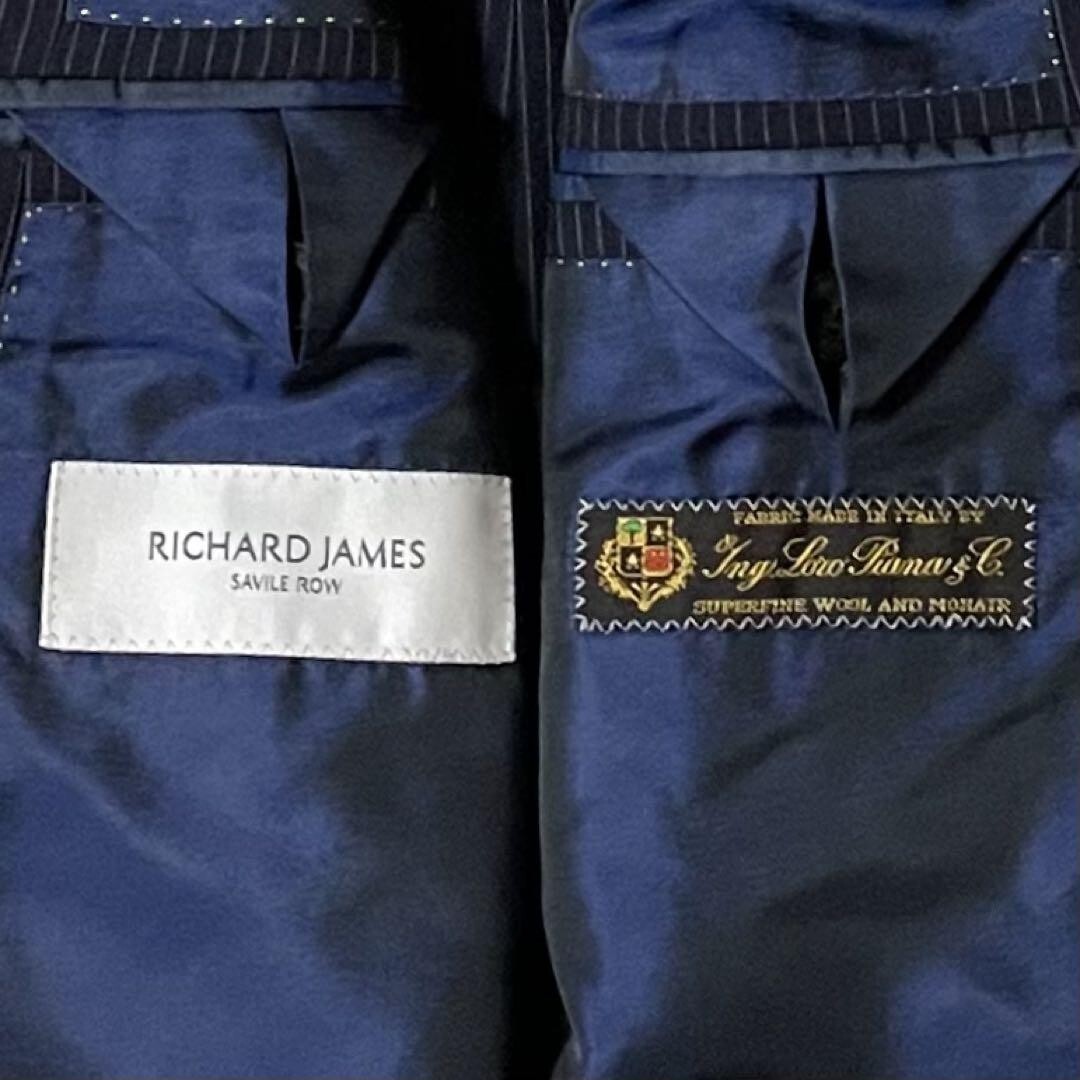 RICHARD JAMES
SAVILE ROW
FABRIC MADE IN ITALY BY
Ing. Loro Piana & C.
SUPERFINE WOOL AND MOHAIR